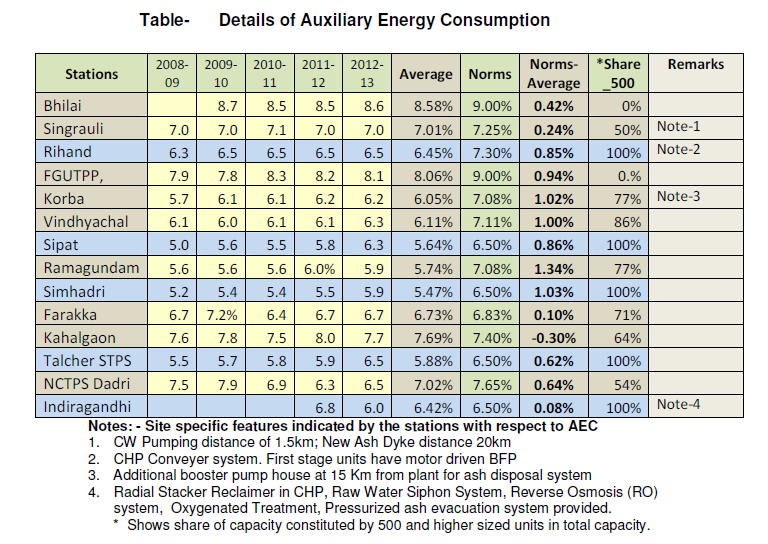 Table- Details of Auxiliary Energy Consumption
Stations 2008-09 2009-10 2010-11 2011-12 2012-13 Average Norms Norms-Average *Share _500 Remarks
Bhilai 8.7 8.5 8.5 8.6 8.58% 9.00% 0.42% 0%
Singrauli 7.0 7.0 7.1 7.0 7.0 7.01% 7.25% 0.24% 50% Note-1
Rihand 6.3 6.5 6.5 6.5 6.5 6.45% 7.30% 0.85% 100% Note-2
FGUTPP, 7.9 7.8 8.3 8.2 8.1 8.06% 9.00% 0.94% 0.%
Korba 5.7 6.1 6.1 6.2 6.2 6.05% 7.08% 1.02% 77% Note-3
Vindhyachal 6.1 6.0 6.1 6.1 6.3 6.11% 7.11% 1.00% 86%
Sipat 5.0 5.6 5.5 5.8 6.3 5.64% 6.50% 0.86% 100%
Ramagundam 5.6 5.6 5.6 6.0% 5.9 5.74% 7.08% 1.34% 77%
Simhadri 5.2 5.4 5.4 5.5 5.9 5.47% 6.50% 1.03% 100%
Farakka 6.7 7.2% 6.4 6.7 6.7 6.73% 6.83% 0.10% 71%
Kahalgaon 7.6 7.8 7.5 8.0 7.7 7.69% 7.40% -0.30% 64%
Talcher STPS 5.5 5.7 5.8 5.9 6.5 5.88% 6.50% 0.62% 100%
NCTPS Dadri 7.5 7.9 6.9 6.3 6.5 7.02% 7.65% 0.64% 54%
Indiragandhi 6.8 6.0 6.42% 6.50% 0.08% 100% Note-4
Notes: - Site specific features indicated by the stations with respect to AEC
1. CW Pumping distance of 1.5km; New Ash Dyke distance 20km
2. CHP Conveyer system. First stage units have motor driven BFP
3. Additional booster pump house at 15 Km from plant for ash disposal system
4. Radial Stacker Reclaimer in CHP, Raw Water Siphon System, Reverse Osmosis (RO)
system, Oxygenated Treatment, Pressurized ash evacuation system provided.
* Shows share of capacity constituted by 500 and higher sized units in total capacity.